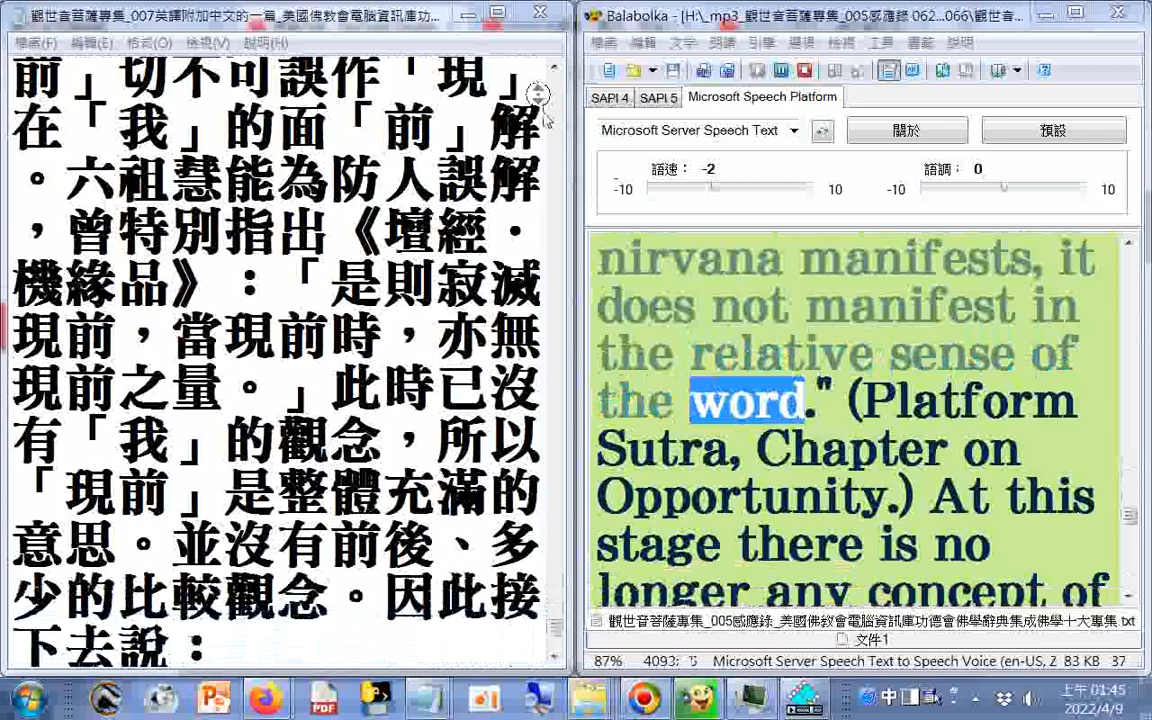 觀世音菩薩專集_007英譯附加中文的一篇_美國佛教會電腦資訊庫功...
檔案(F) 編輯(E) 格式(O) 檢視(V) 說明(H)
前」切不可誤作「現」
在「我」的面「前」解
。六祖慧能為防人誤解
，曾特別指出《壇經．
機緣品》：「是則寂滅
現前，當現前時，亦無
現前之量。」此時已沒
有「我」的觀念，所以
「現前」是整體充滿的
意思。並沒有前後、多
少的比較觀念。因此接
下去說：
Balabolka - [H:\_mp3_觀世音菩薩專集_005感應錄 062...066\觀世音...
檔案 編輯 文字 朗讀 引擎 選項 檢視 工具 書籤 說明
SAPI 4 SAPI 5 Microsoft Speech Platform
Microsoft Server Speech Text 關於 預設
語速： -2 語調： 0
-10 10 -10 10
nirvana manifests, it
does not manifest in
the relative sense of
the word." (Platform
Sutra, Chapter on
Opportunity.) At this
stage there is no
longer any concept of
觀世音菩薩專集_005感應錄 _美國佛教會電腦資訊庫功德會佛學辭典集成佛學十大專集 txt
文件1
87% 4093: Microsoft Server Speech Text to Speech Voice (en-US, Z 83 KB 37
中 上午 01:45
2022/4/9